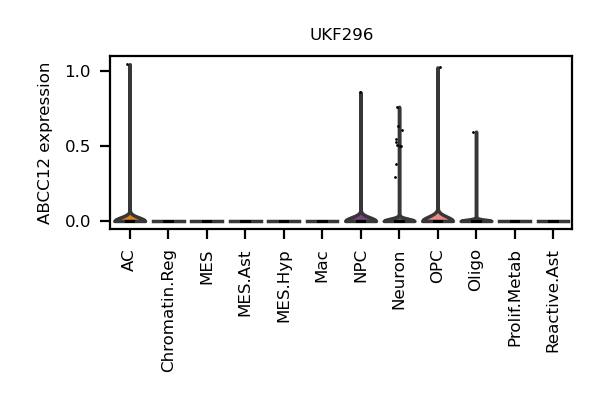 UKF296
ABCC12 expression
1.0
0.5
0.0
AC
Chromatin.Reg
MES
MES.Ast
MES.Hyp
Mac
NPC
Neuron
OPC
Oligo
Prolif.Metab
Reactive.Ast